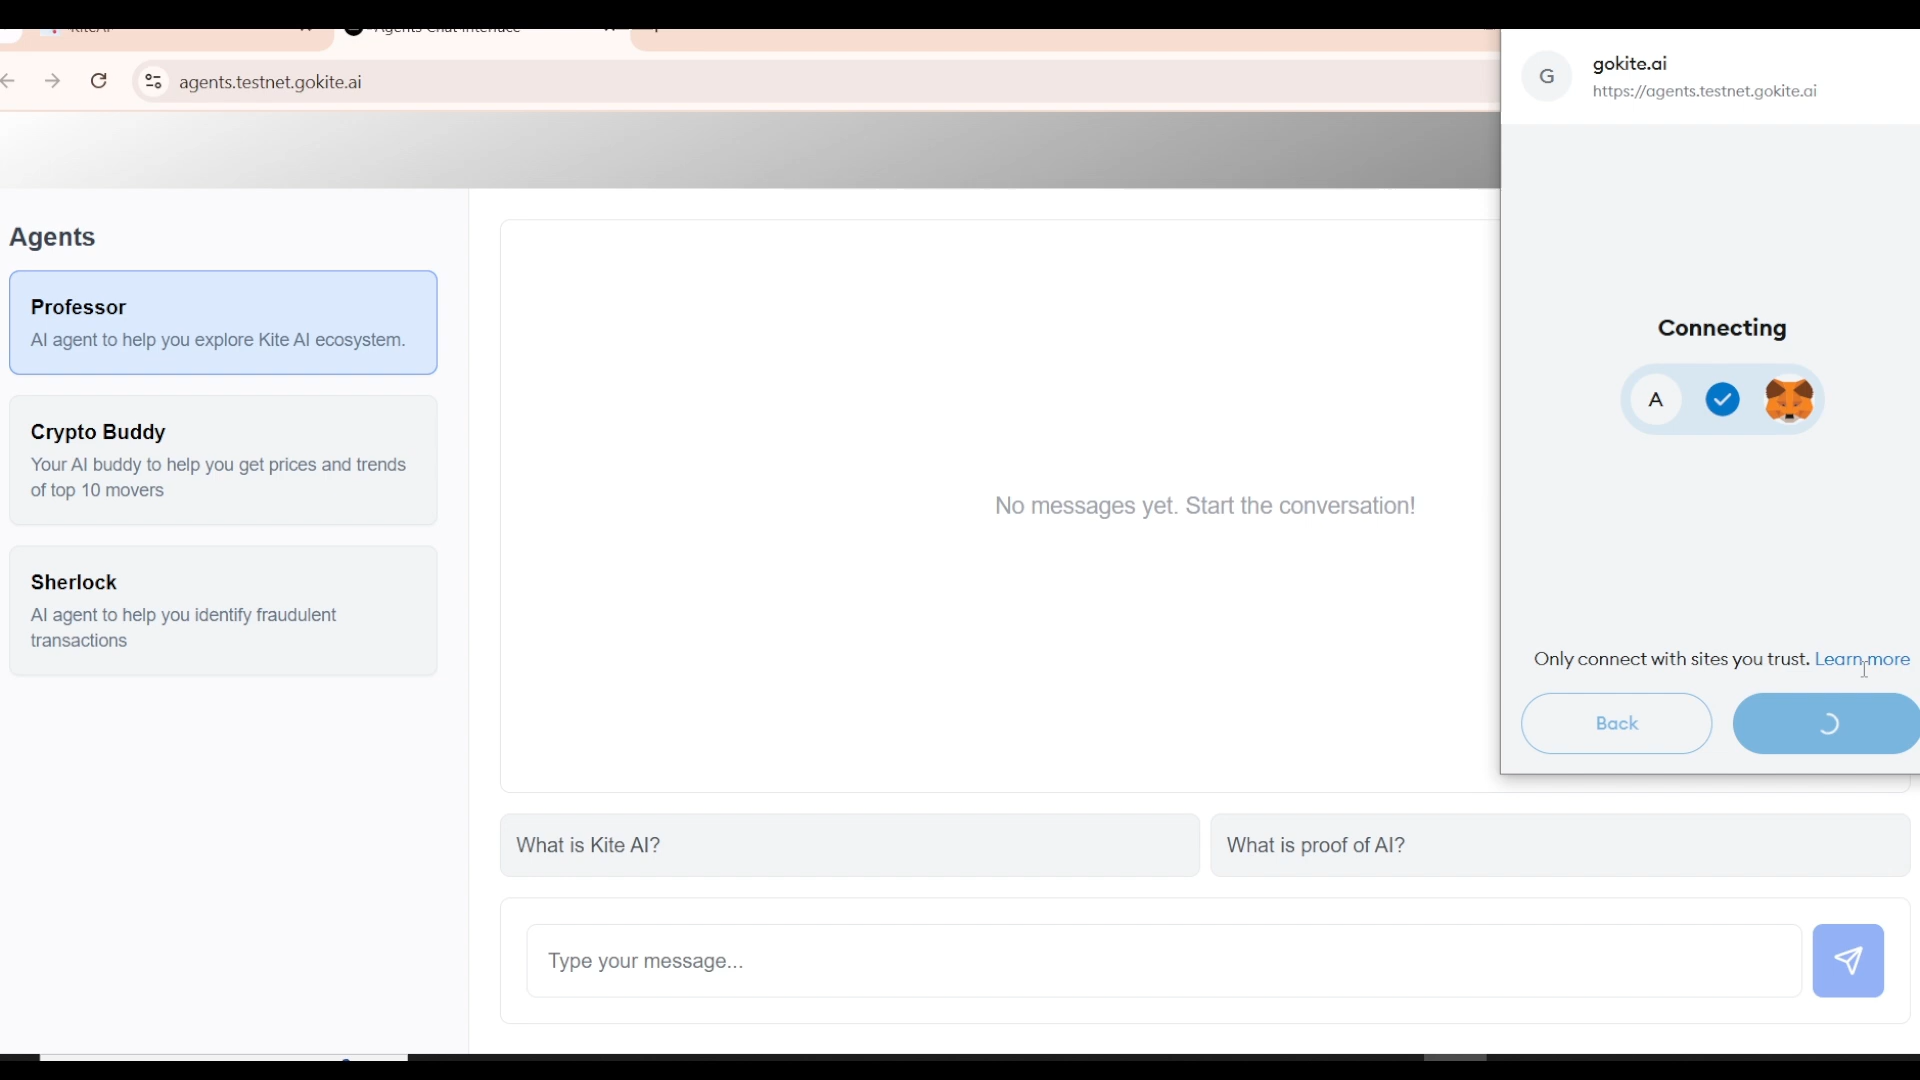 agents.testnet.gokite.ai
G
gokite.ai
https://agents.testnet.gokite.ai
Agents
Professor
AI agent to help you explore Kite AI ecosystem.
Crypto Buddy
Your AI buddy to help you get prices and trends
of top 10 movers
Sherlock
AI agent to help you identify fraudulent
transactions
No messages yet. Start the conversation!
Connecting
A
Only connect with sites you trust. Learn more
Back
What is Kite AI?
What is proof of AI?
Type your message...